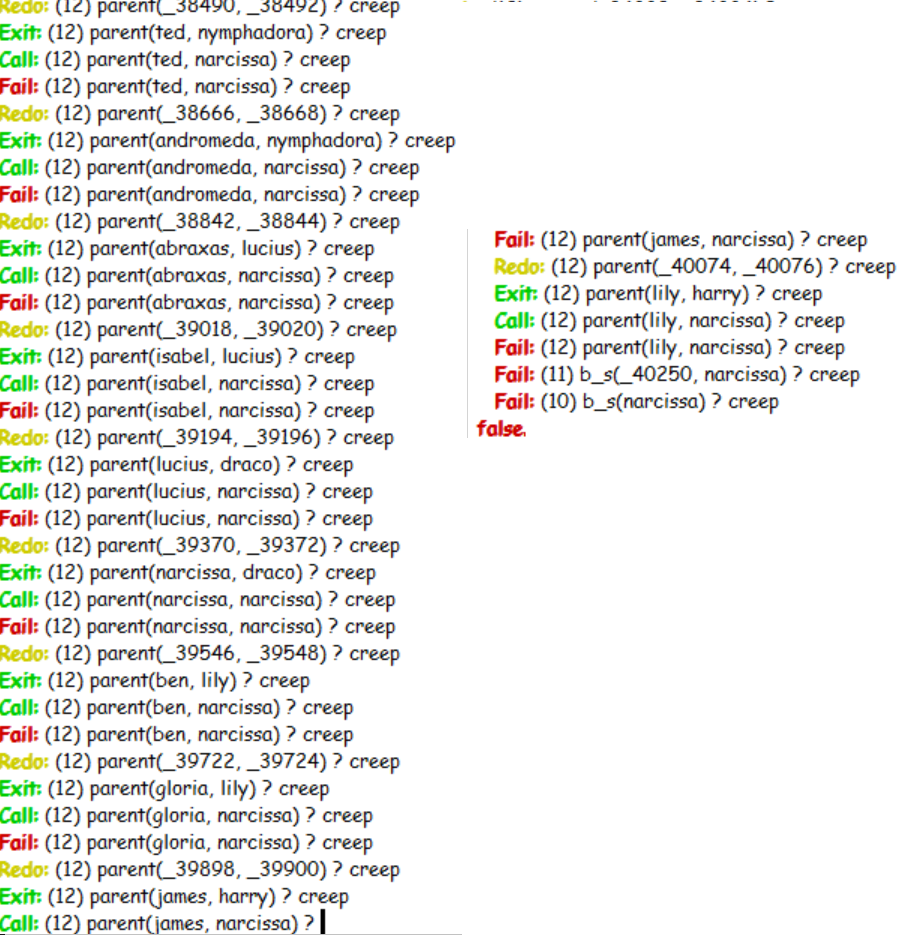 Redo: (12) parent(_38490, _38492) ? creep
Exit: (12) parent(ted, nymphadora) ? creep
Call: (12) parent(ted, narcissa) ? creep
Fail: (12) parent(ted, narcissa) ? creep
Redo: (12) parent(_38666, _38668) ? creep
Exit: (12) parent(andromeda, nymphadora) ? creep
Call: (12) parent(andromeda, narcissa) ? creep
Fail: (12) parent(andromeda, narcissa) ? creep
Redo: (12) parent(_38842, _38844) ? creep
Exit: (12) parent(abraxas, lucius) ? creep
Call: (12) parent(abraxas, narcissa) ? creep
Fail: (12) parent(abraxas, narcissa) ? creep
Redo: (12) parent(_39018, _39020) ? creep
Exit: (12) parent(isabel, lucius) ? creep
Call: (12) parent(isabel, narcissa) ? creep
Fail: (12) parent(isabel, narcissa) ? creep
Redo: (12) parent(_39194, _39196) ? creep
Exit: (12) parent(lucius, draco) ? creep
Call: (12) parent(lucius, narcissa) ? creep
Fail: (12) parent(lucius, narcissa) ? creep
Redo: (12) parent(_39370, _39372) ? creep
Exit: (12) parent(narcissa, draco) ? creep
Call: (12) parent(narcissa, narcissa) ? creep
Fail: (12) parent(narcissa, narcissa) ? creep
Redo: (12) parent(_39546, _39548) ? creep
Exit: (12) parent(ben, lily) ? creep
Call: (12) parent(ben, narcissa) ? creep
Fail: (12) parent(ben, narcissa) ? creep
Redo: (12) parent(_39722, _39724) ? creep
Exit: (12) parent(gloria, lily) ? creep
Call: (12) parent(gloria, narcissa) ? creep
Fail: (12) parent(gloria, narcissa) ? creep
Redo: (12) parent(_39898, _39900) ? creep
Exit: (12) parent(james, harry) ? creep
Call: (12) parent(james, narcissa) ?
Fail: (12) parent(james, narcissa) ? creep
Redo: (12) parent(_40074, _40076) ? creep
Exit: (12) parent(lily, harry) ? creep
Call: (12) parent(lily, narcissa) ? creep
Fail: (12) parent(lily, narcissa) ? creep
Fail: (11) b_s(_40250, narcissa) ? creep
Fail: (10) b_s(narcissa) ? creep
false.